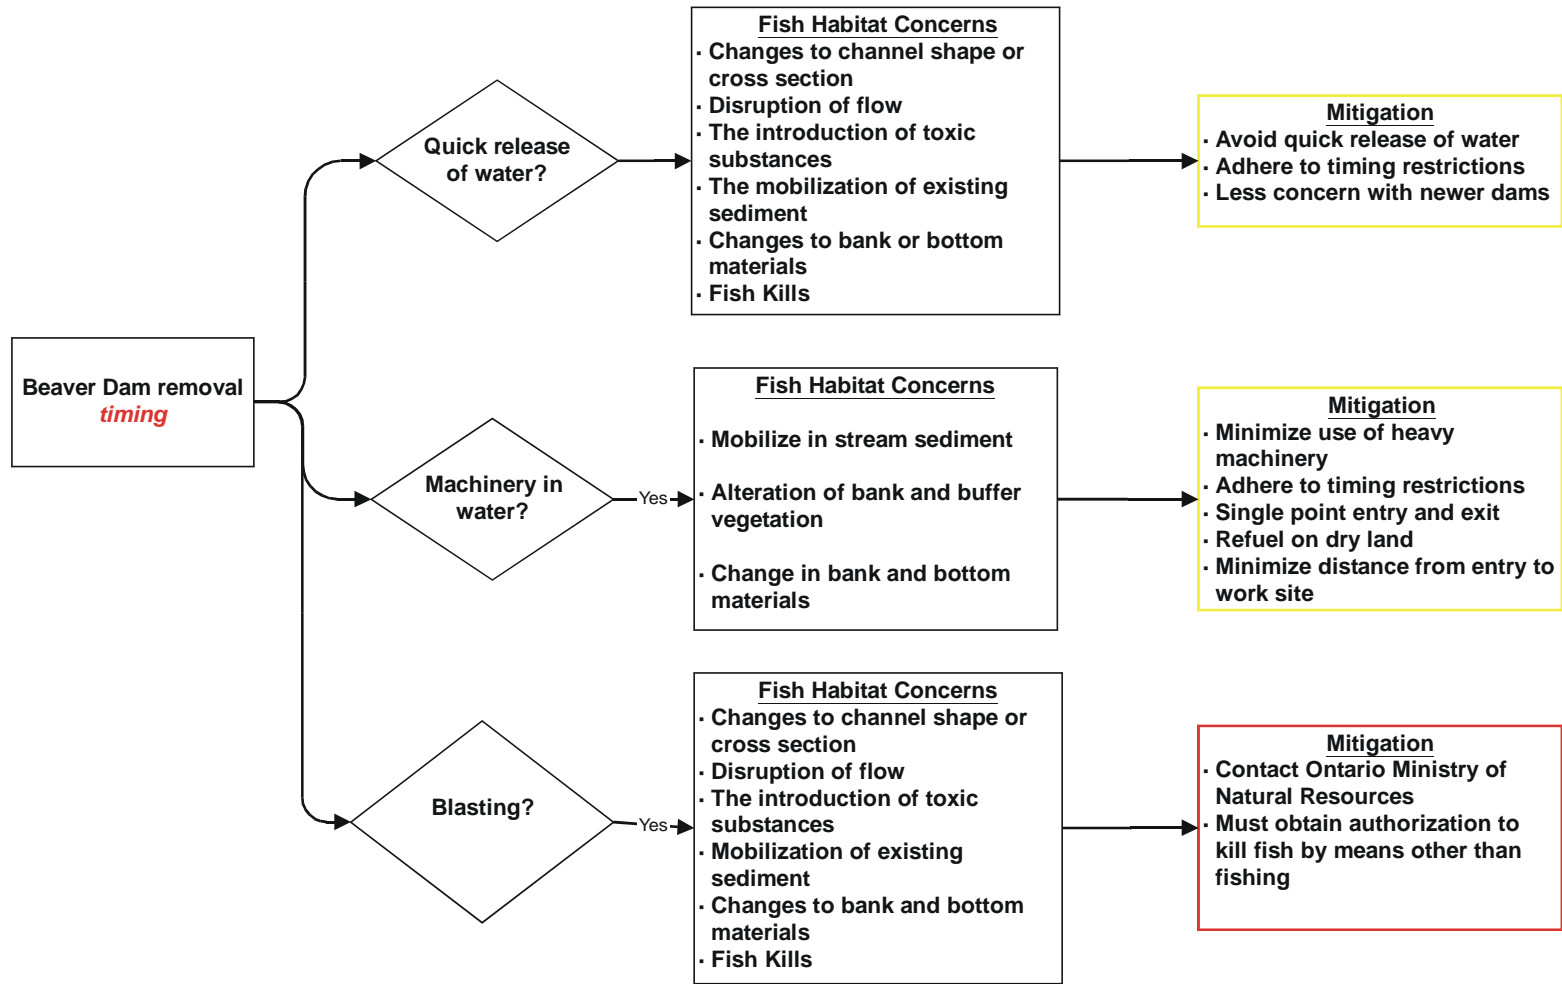 Beaver Dam removal
timing
Quick release
of water?
Fish Habitat Concerns
· Changes to channel shape or
cross section
· Disruption of flow
· The introduction of toxic
substances
· The mobilization of existing
sediment
· Changes to bank or bottom
materials
· Fish Kills
Mitigation
· Avoid quick release of water
· Adhere to timing restrictions
· Less concern with newer dams
Machinery in
water?
Yes
Fish Habitat Concerns
· Mobilize in stream sediment
· Alteration of bank and buffer
vegetation
· Change in bank and bottom
materials
Mitigation
· Minimize use of heavy
machinery
· Adhere to timing restrictions
· Single point entry and exit
· Refuel on dry land
· Minimize distance from entry to
work site
Blasting?
Yes
Fish Habitat Concerns
· Changes to channel shape or
cross section
· Disruption of flow
· The introduction of toxic
substances
· Mobilization of existing
sediment
· Changes to bank and bottom
materials
· Fish Kills
Mitigation
· Contact Ontario Ministry of
Natural Resources
· Must obtain authorization to
kill fish by means other than
fishing